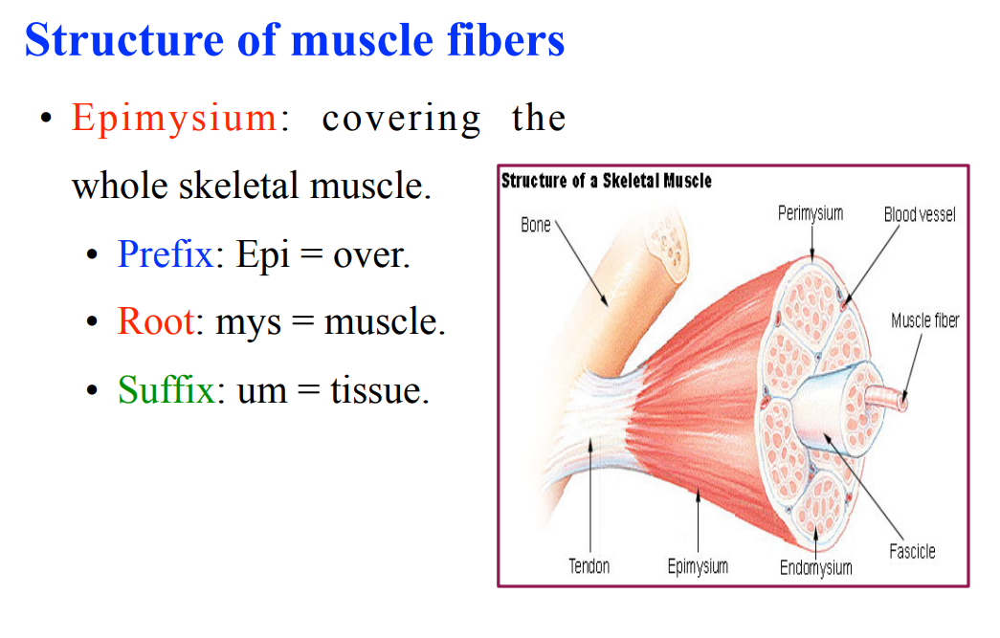 Structure of muscle fibers
• Epimysium: covering the
whole skeletal muscle.
• Prefix: Epi = over.
• Root: mys = muscle.
• Suffix: um = tissue.
Structure of a Skeletal Muscle
Bone
Perimysium
Blood vessel
Muscle fiber
Fascicle
Tendon
Epimysium
Endomysium